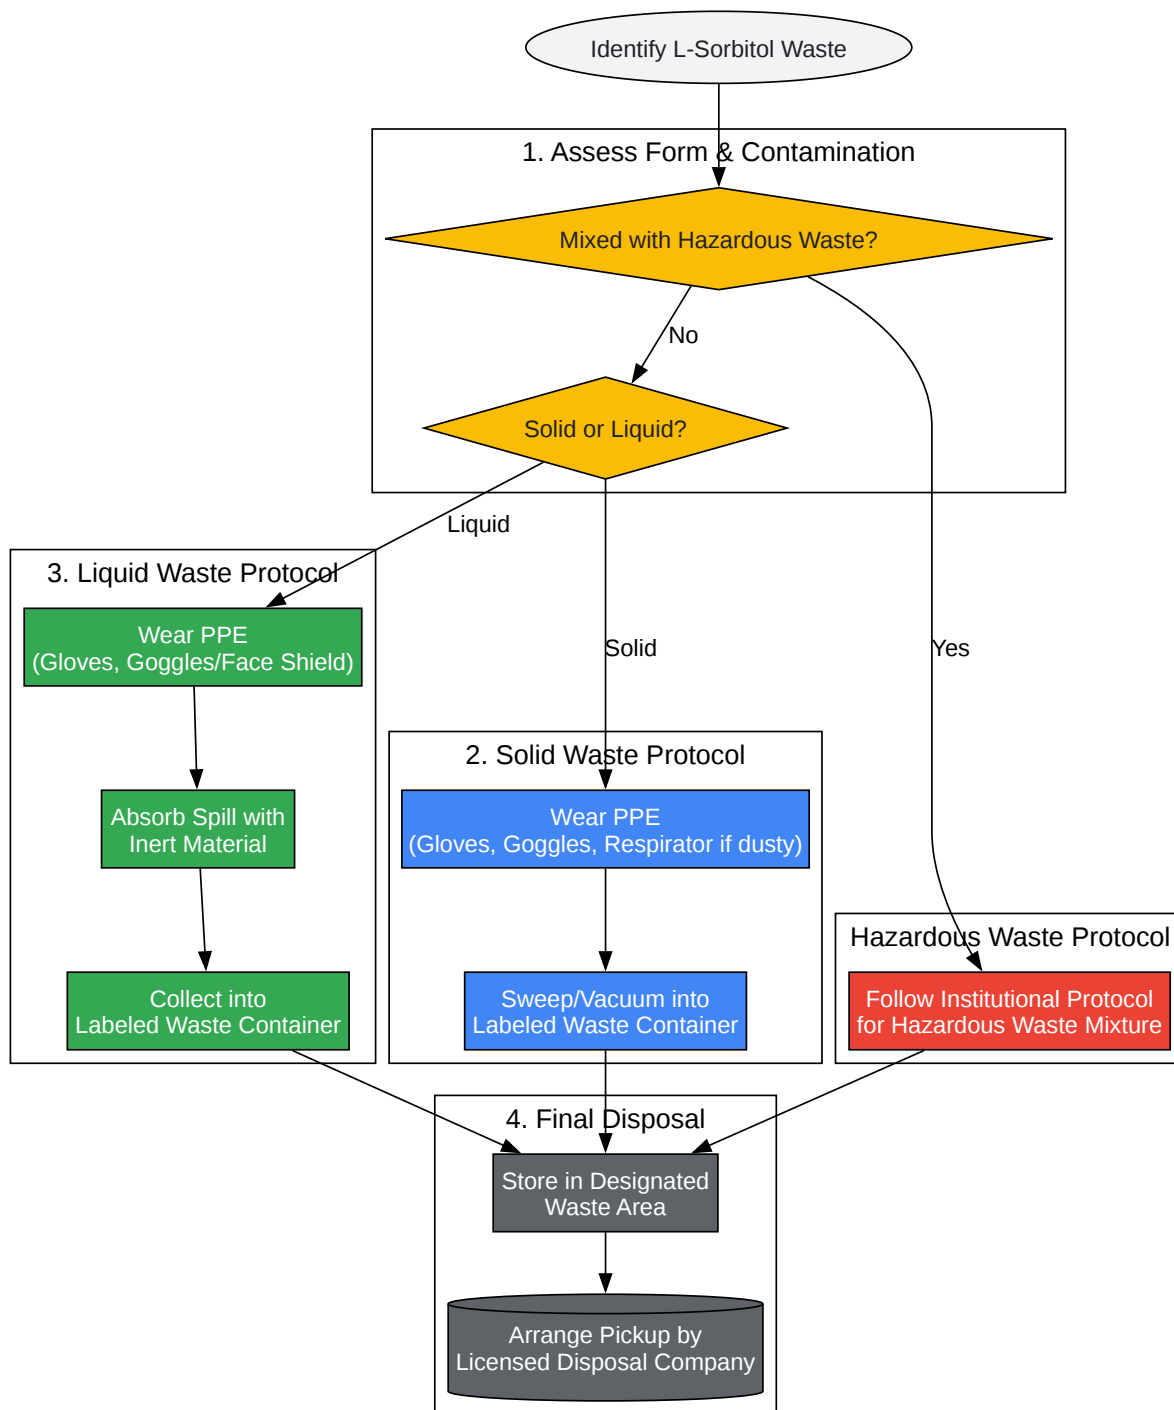 Identify L-Sorbitol Waste
1. Assess Form & Contamination
Mixed with Hazardous Waste?
No
Solid or Liquid?
Liquid
3. Liquid Waste Protocol
Wear PPE
(Gloves, Goggles/Face Shield)
Solid
Yes
2. Solid Waste Protocol
Absorb Spill with
Inert Material
Wear PPE
(Gloves, Goggles, Respirator if dusty)
Hazardous Waste Protocol
Collect into
Labeled Waste Container
Sweep/Vacuum into
Labeled Waste Container
Follow Institutional Protocol
for Hazardous Waste Mixture
4. Final Disposal
Store in Designated
Waste Area
Arrange Pickup by
Licensed Disposal Company